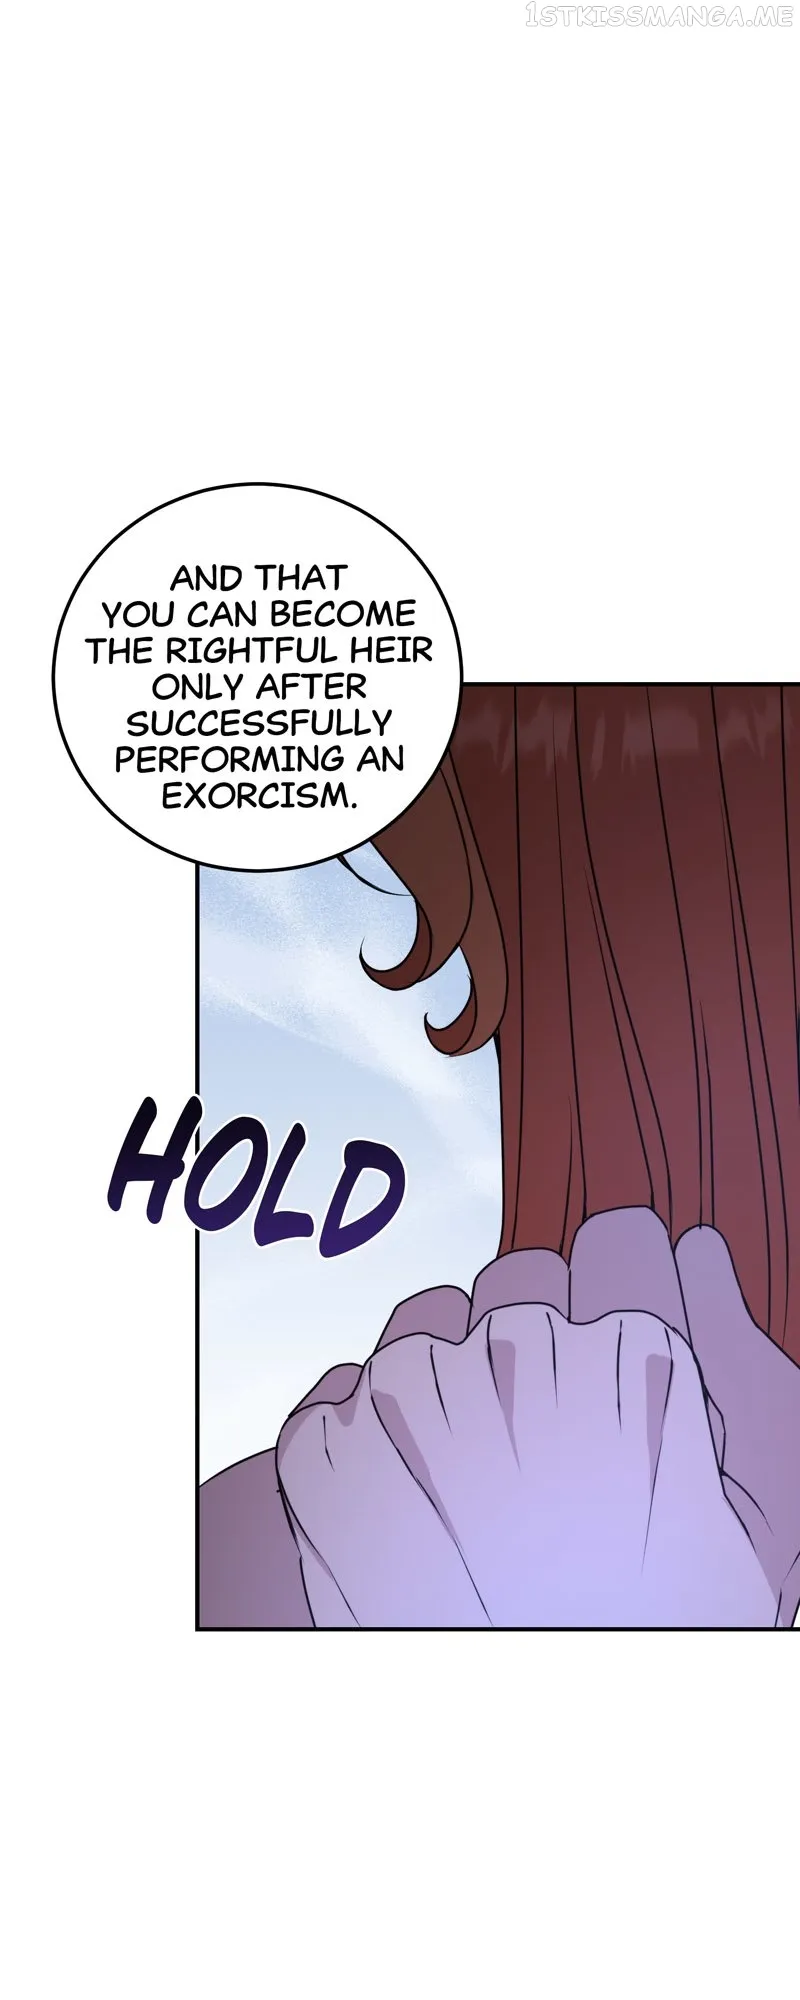 1STKISSMANGA.ME
AND THAT
YOU CAN BECOME
THE RIGHTFUL HEIR
ONLY AFTER
SUCCESSFULLY
PERFORMING AN
EXORCISM.
HOLD